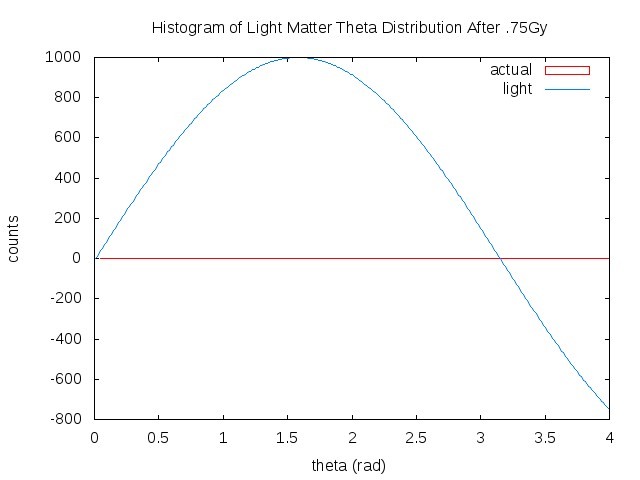 Histogram of Light Matter Theta Distribution After .75Gy
actual
light
1000
800
600
400
200
0
-200
-400
-600
-800
counts
0 0.5 1 1.5 2 2.5 3 3.5 4
theta (rad)